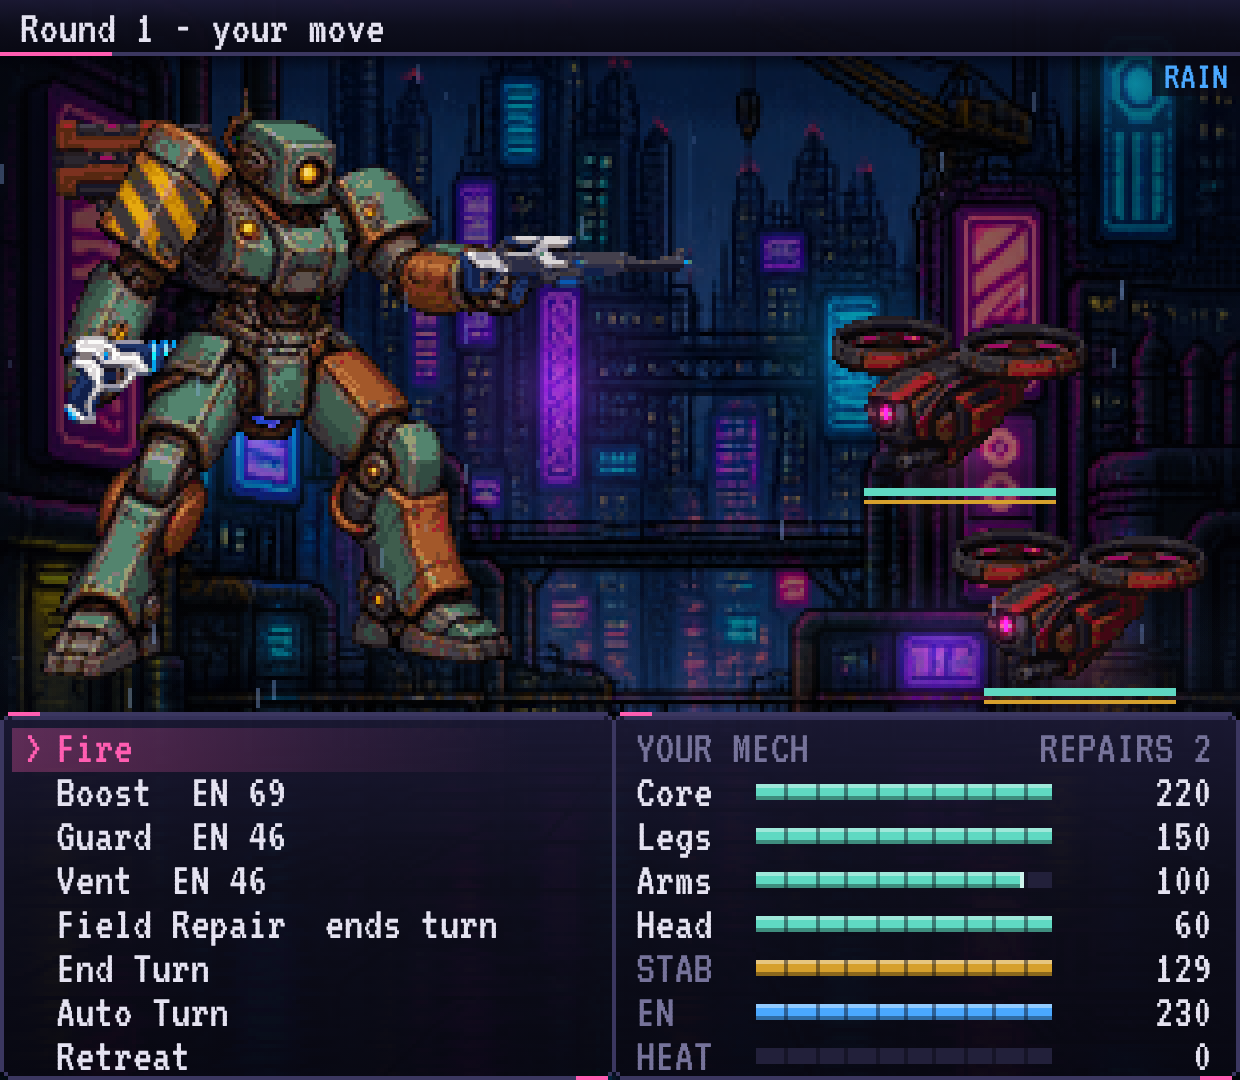 Round 1 - your move
RAIN
> Fire
Boost EN 69
Guard EN 46
Vent EN 46
Field Repair ends turn
End Turn
Auto Turn
Retreat
YOUR MECH REPAIRS 2
Core 220
Legs 150
Arms 100
Head 60
STAB 129
EN 230
HEAT 0